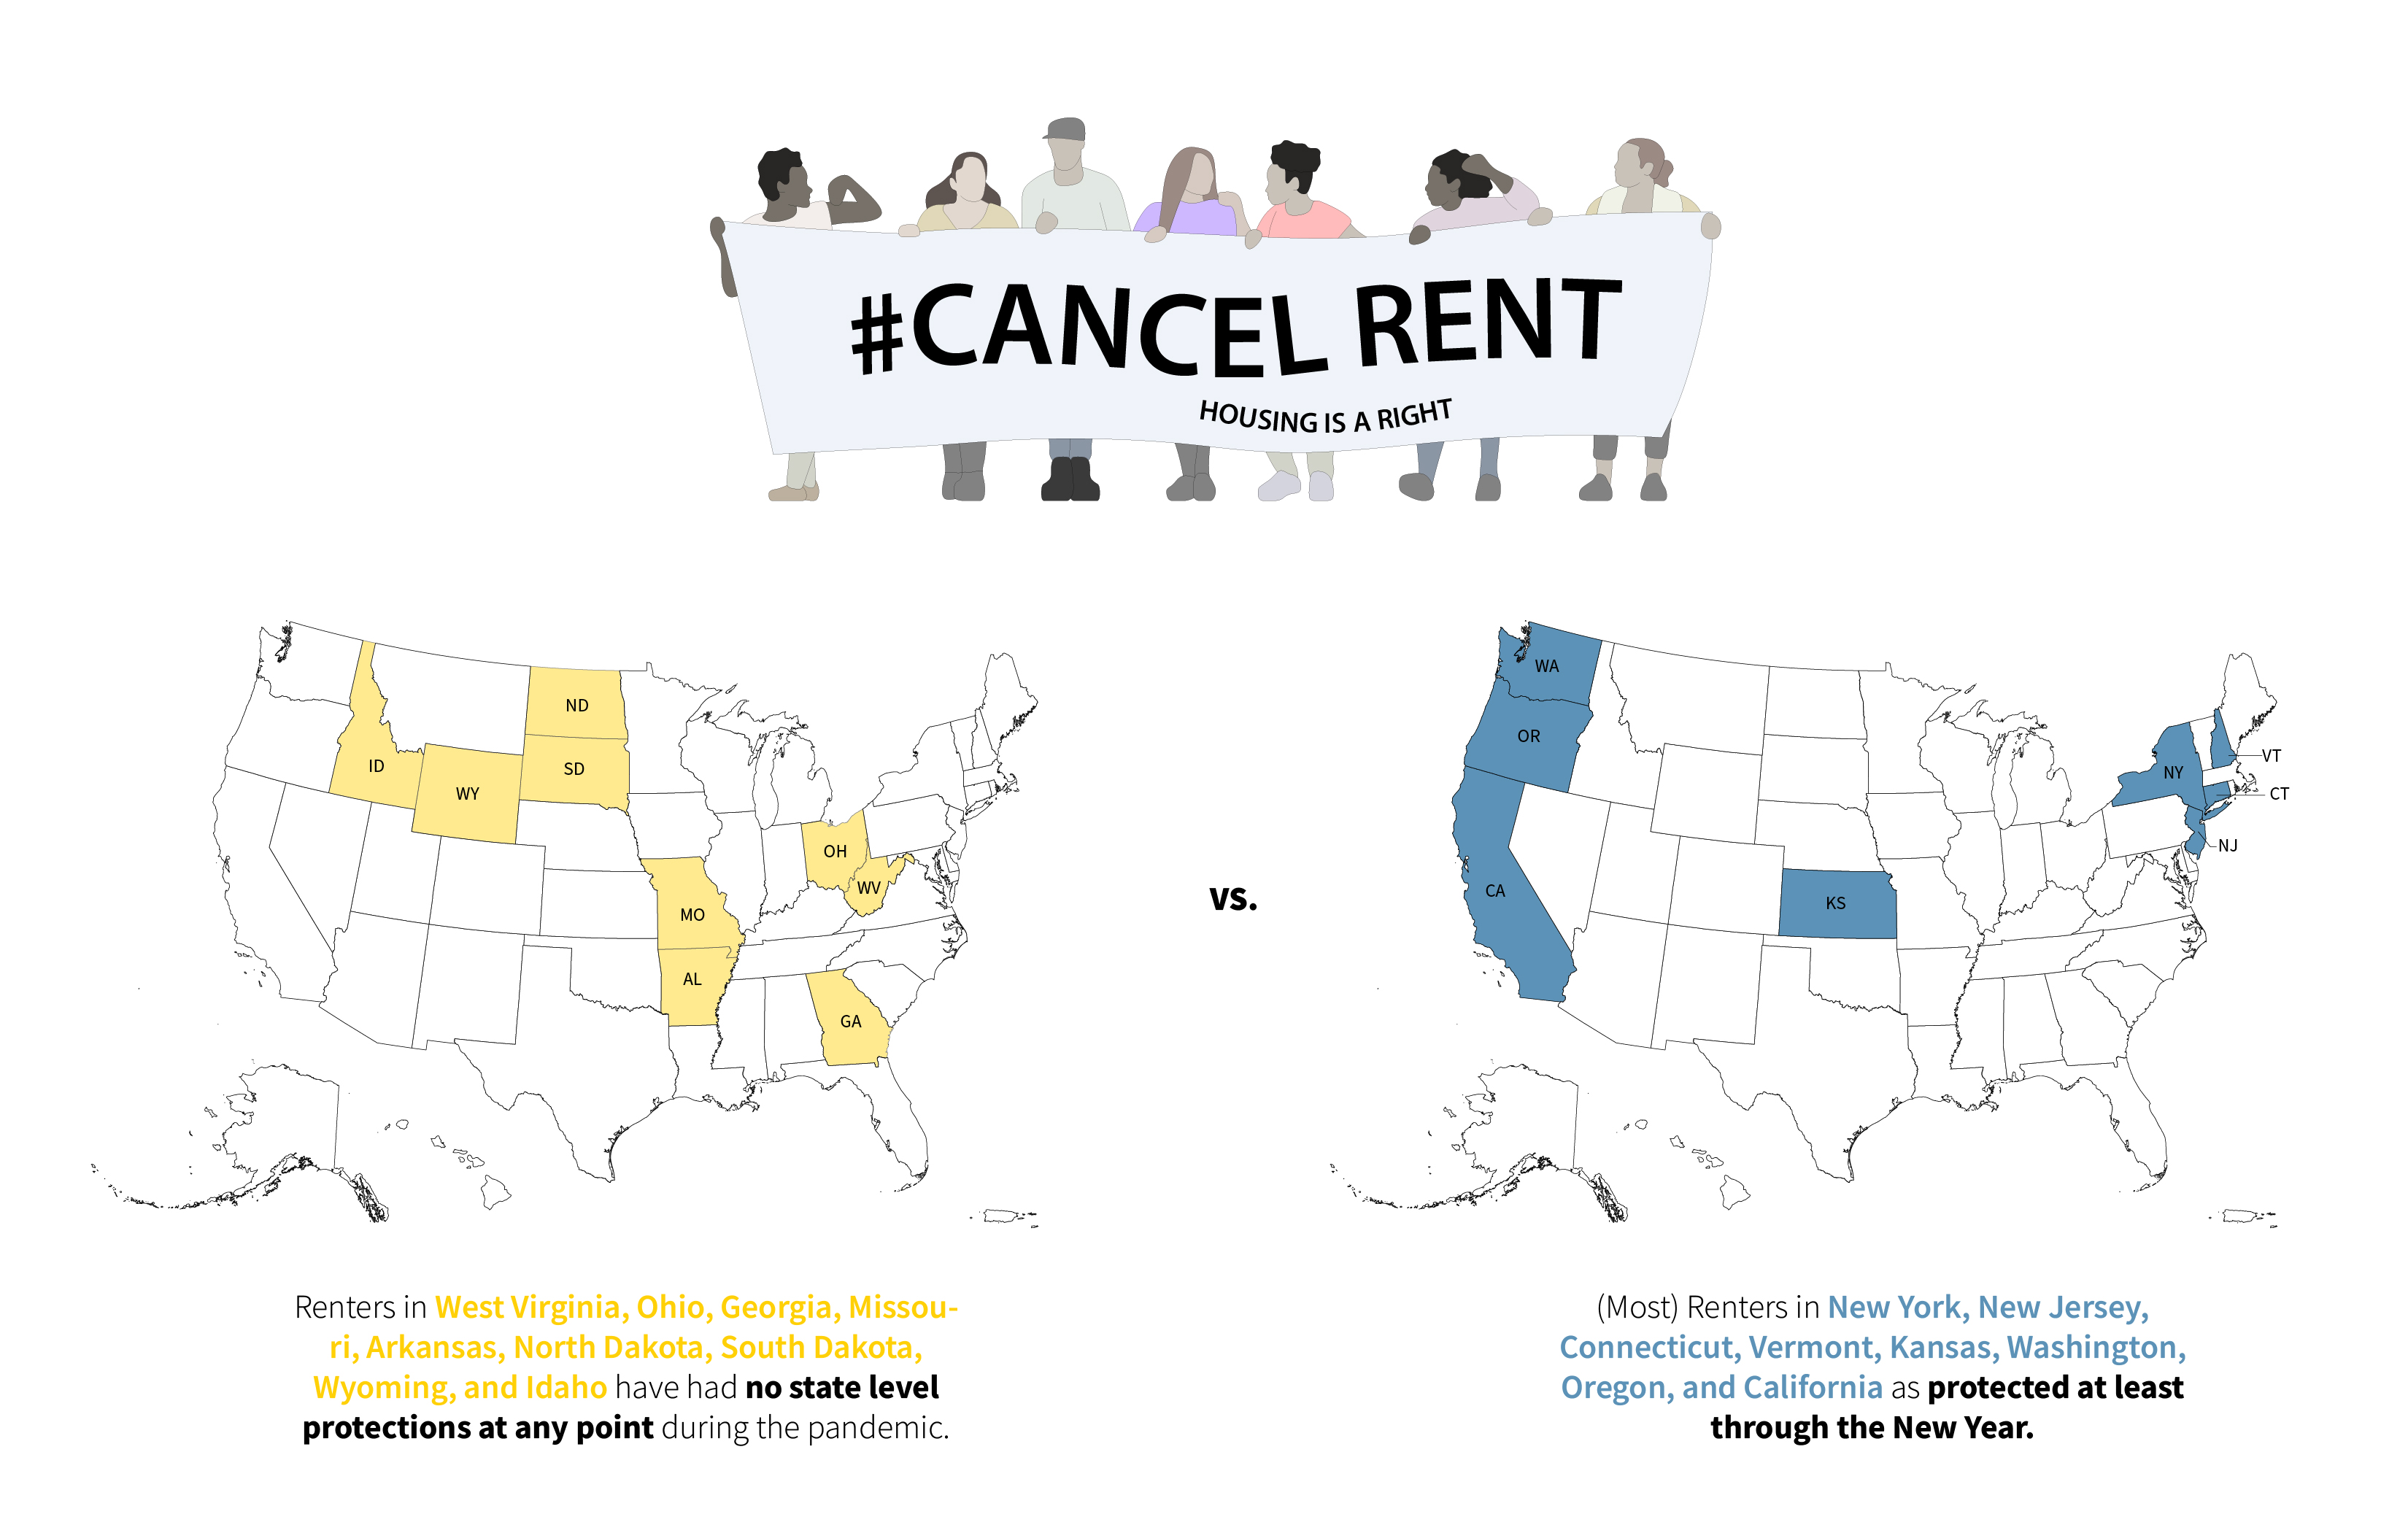 #CANCEL RENT
HOUSING IS A RIGHT
ND
ID
SD
WY
OH
WV
MO
AL
GA
vs.
WA
OR
NY
VT
CT
NJ
CA
KS
Renters in West Virginia, Ohio, Georgia, Missou-
ri, Arkansas, North Dakota, South Dakota,
Wyoming, and Idaho have had no state level
protections at any point during the pandemic.
(Most) Renters in New York, New Jersey,
Connecticut, Vermont, Kansas, Washington,
Oregon, and California as protected at least
through the New Year.